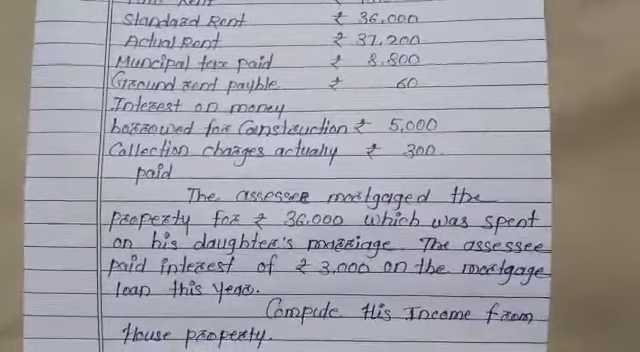 Standard Rent ₹ 36,000
Actual Rent ₹ 37,200
Muncipal tax paid ₹ 8,800
Ground rent payble ₹ 60
Interest on money
borrowed for Construction ₹ 5,000
Collection charges actually ₹ 300
paid
The assessee mortgaged the
property for ₹ 36,000 which was spent
on his daughter's marriage. The assessee
paid interest of ₹ 3,000 on the mortgage
loan this year.
Compute His Income from
House property.